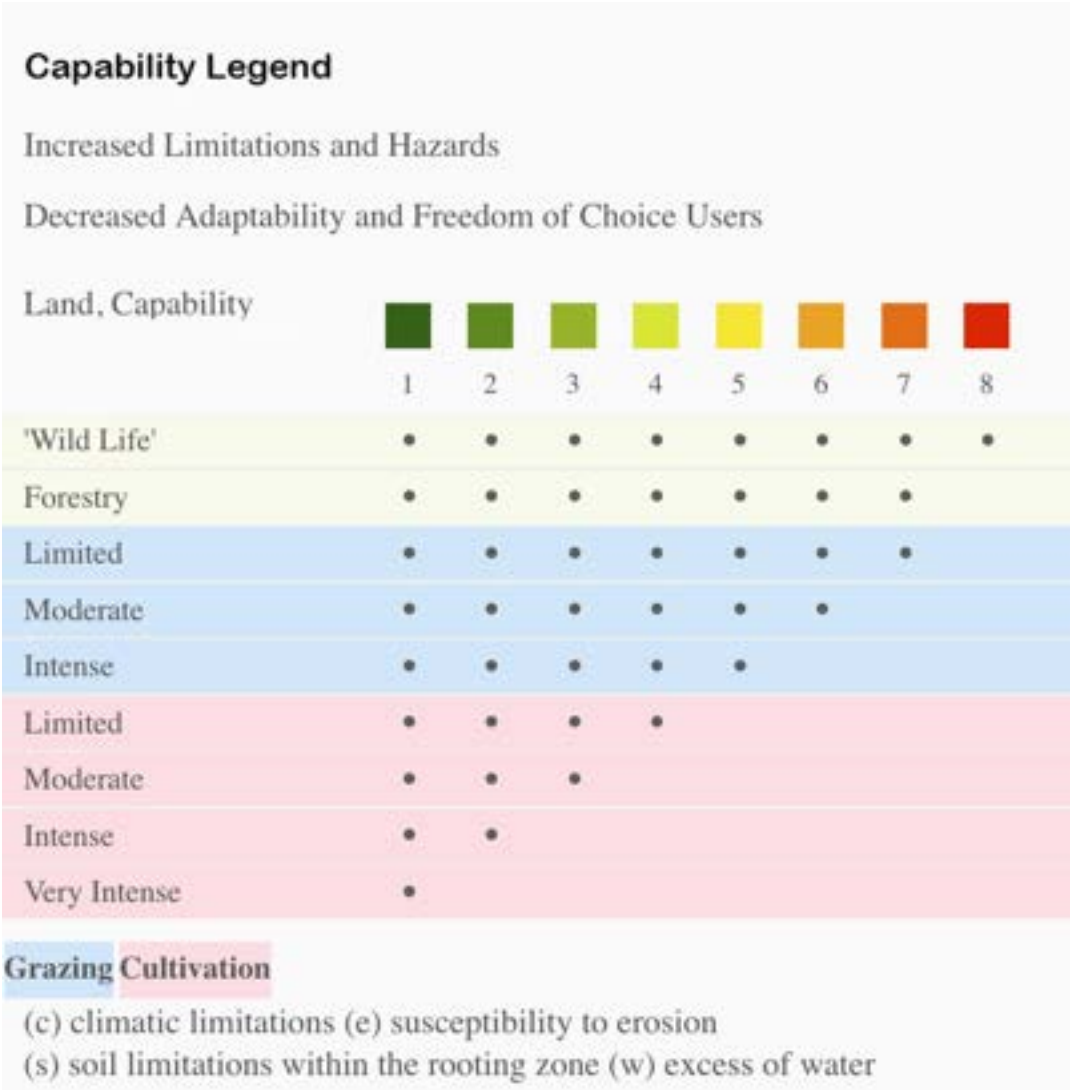 Capability Legend
Increased Limitations and Hazards
Decreased Adaptability and Freedom of Choice Users
Land, Capability
1 2 3 4 5 6 7 8
'Wild Life'
Forestry
Limited
Moderate
Intense
Limited
Moderate
Intense
Very Intense
Grazing Cultivation
(c) climatic limitations (e) susceptibility to erosion
(s) soil limitations within the rooting zone (w) excess of water